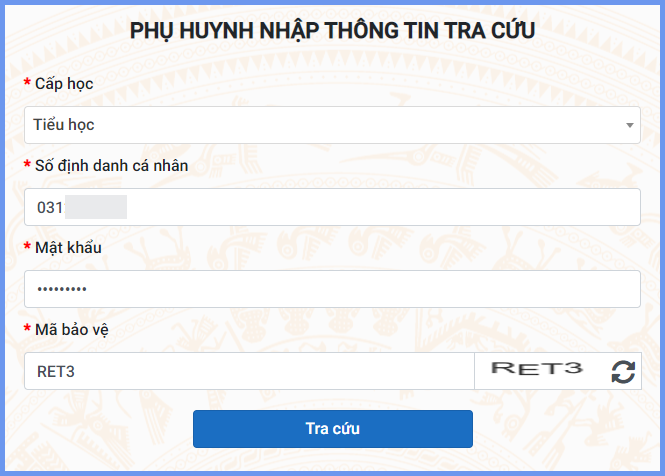 PHỤ HUYNH NHẬP THÔNG TIN TRA CỨU
* Cấp học
Tiểu học
* Số định danh cá nhân
031
* Mật khẩu
•••••••••
* Mã bảo vệ
RET3 RET3
Tra cứu